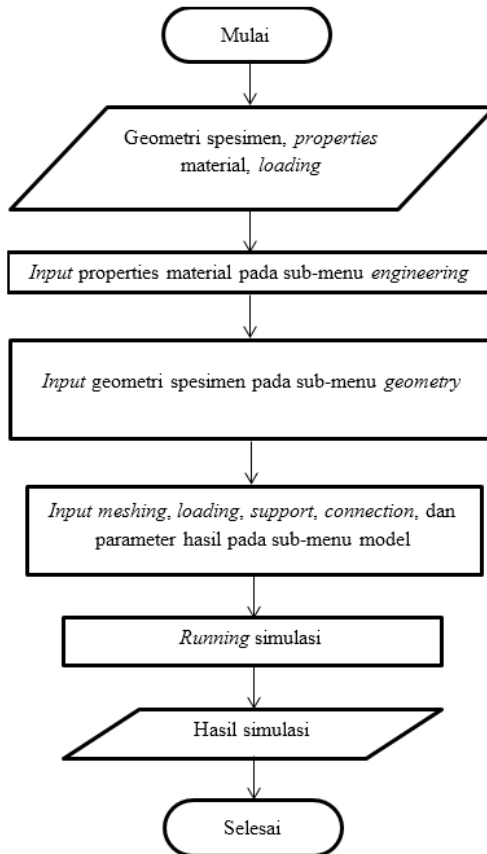 Mulai
Geometri spesimen, properties
material, loading
Input properties material pada sub-menu engineering
Input geometri spesimen pada sub-menu geometry
Input meshing, loading, support, connection, dan
parameter hasil pada sub-menu model
Running simulasi
Hasil simulasi
Selesai